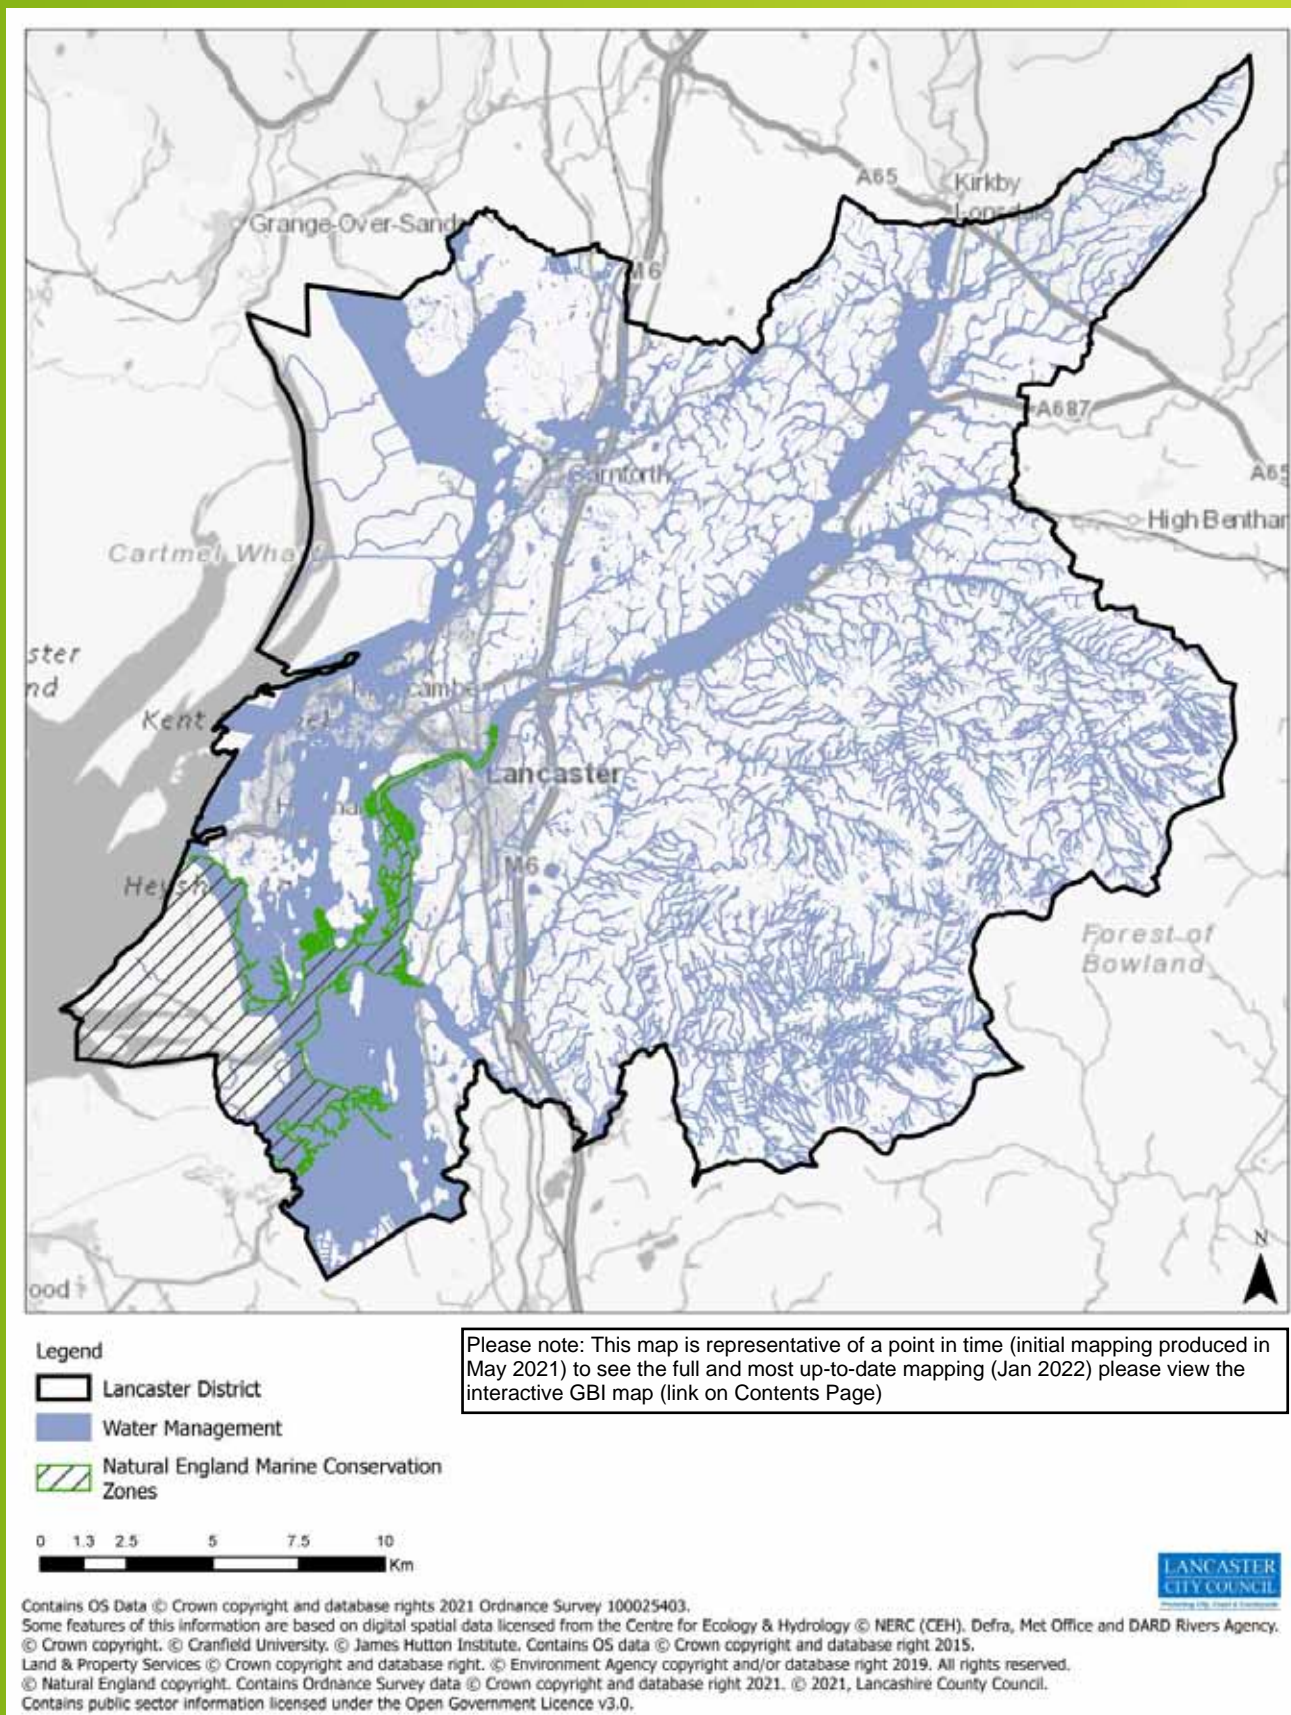 A65
Kirkby
Lonsdale
Grange-Over-Sands
M6
A687
Carnforth
A65
High Bentham
Cartmel Wharf
ster
nd
Kent
Lancaster
M6
Forest of
Bowland
N
ood
Legend
Lancaster District
Water Management
Natural England Marine Conservation
Zones
Please note: This map is representative of a point in time (initial mapping produced in
May 2021) to see the full and most up-to-date mapping (Jan 2022) please view the
interactive GBI map (link on Contents Page)
0 1.3 2.5 5 7.5 10
Km
LANCASTER
CITY COUNCIL
Promoting City, Coast & Countryside
Contains OS Data © Crown copyright and database rights 2021 Ordnance Survey 100025403.
Some features of this information are based on digital spatial data licensed from the Centre for Ecology & Hydrology © NERC (CEH). Defra, Met Office and DARD Rivers Agency.
© Crown copyright. © Cranfield University. © James Hutton Institute. Contains OS data © Crown copyright and database right 2015.
Land & Property Services © Crown copyright and database right. © Environment Agency copyright and/or database right 2019. All rights reserved.
© Natural England copyright. Contains Ordnance Survey data © Crown copyright and database right 2021. © 2021, Lancashire County Council.
Contains public sector information licensed under the Open Government Licence v3.0.